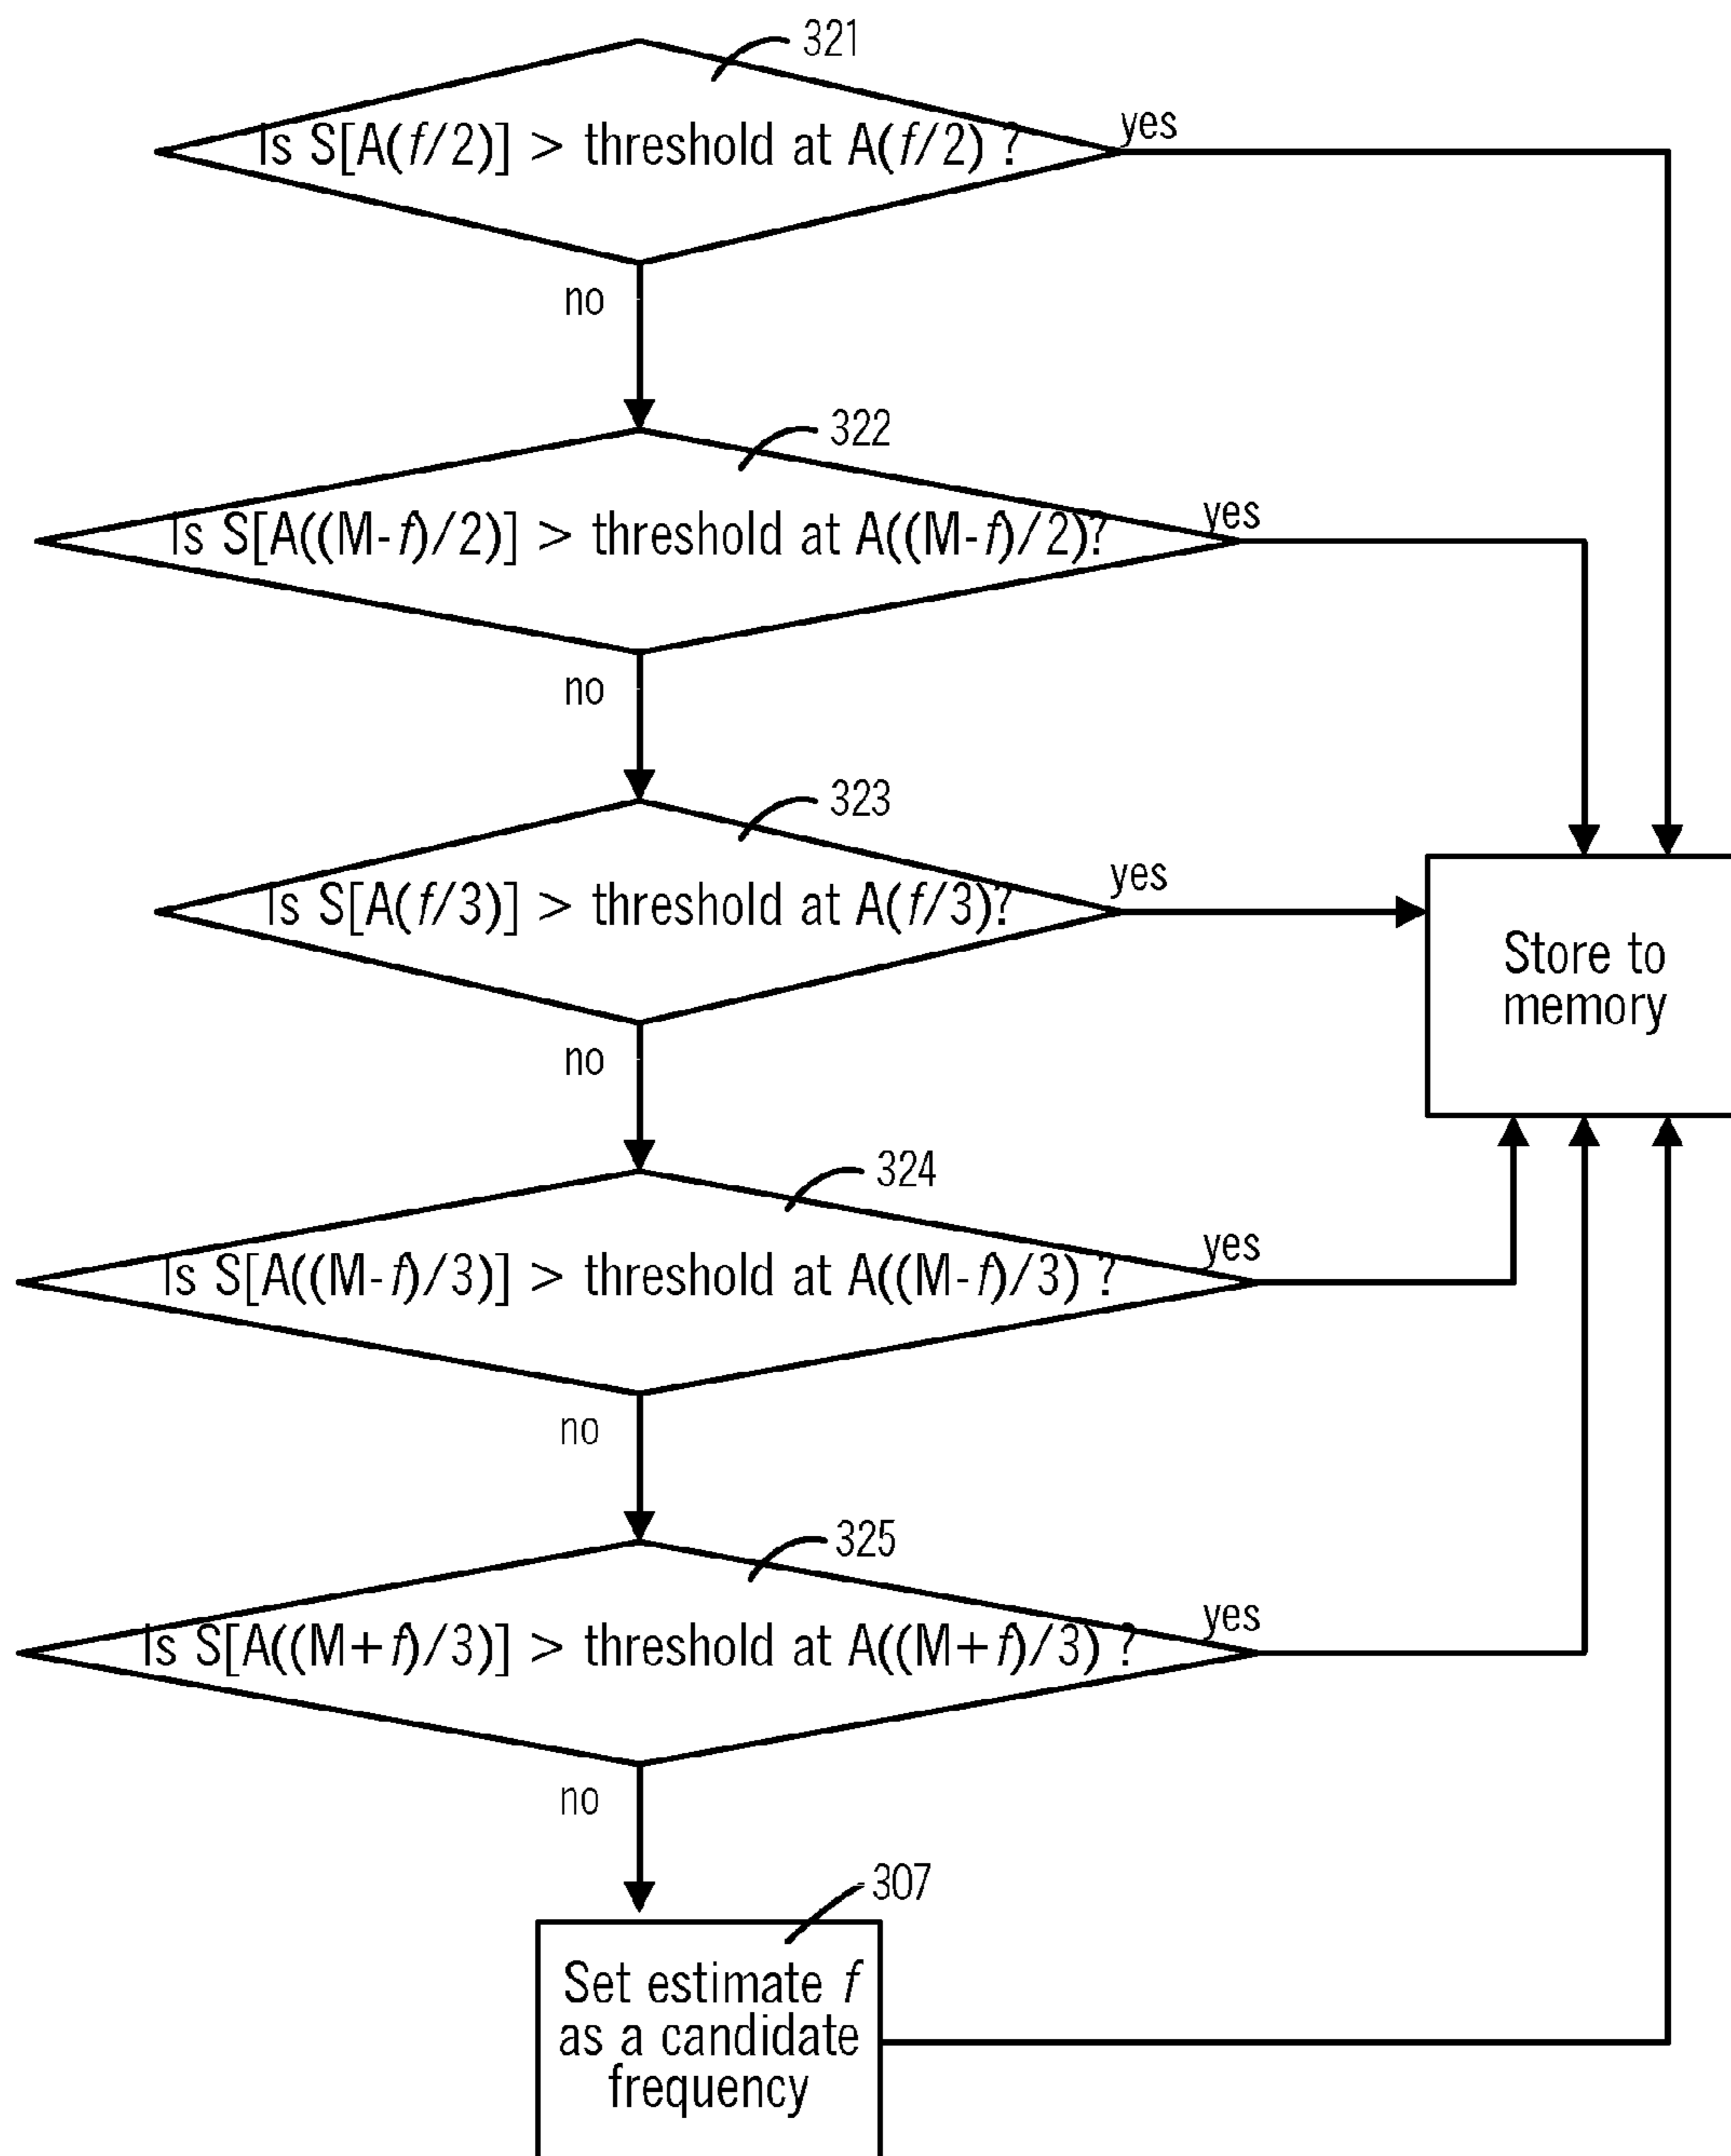 321
Is S[A(f/2)] > threshold at A(f/2) ?
yes
no
322
Is S[A((M-f)/2)] > threshold at A((M-f)/2)?
yes
no
323
Is S[A(f/3)] > threshold at A(f/3)?
yes
Store to
memory
no
324
Is S[A((M-f)/3)] > threshold at A((M-f)/3) ?
yes
no
325
Is S[A((M+f)/3)] > threshold at A((M+f)/3) ?
yes
no
307
Set estimate f
as a candidate
frequency